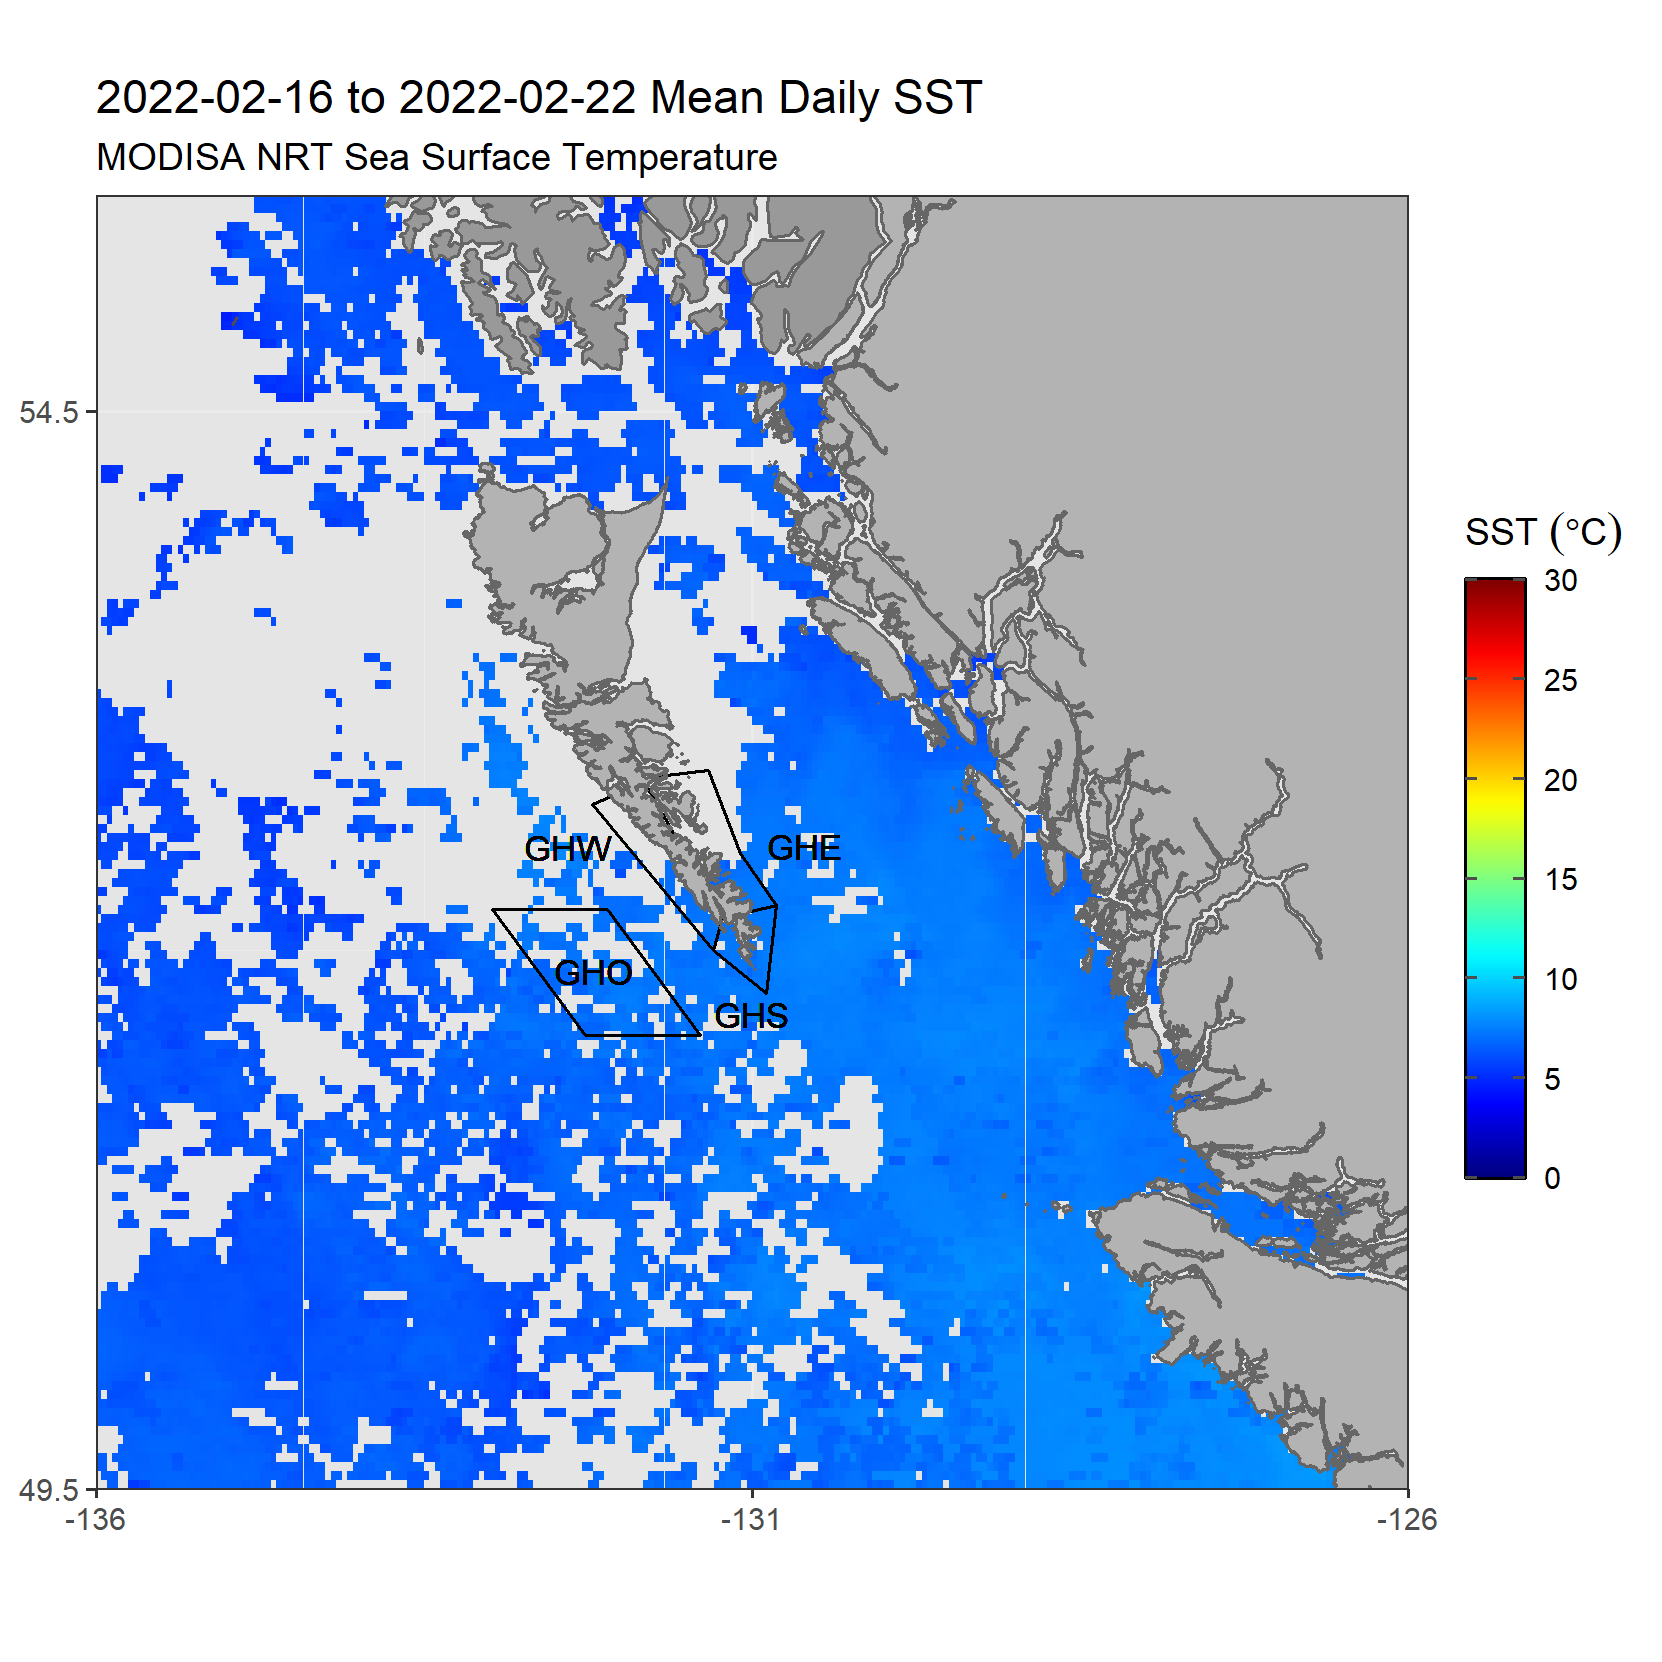 2022-02-16 to 2022-02-22 Mean Daily SST
MODISA NRT Sea Surface Temperature
54.5
49.5
-136
-131
-126
GHW
GHE
GHO
GHS
SST (°C)
30
25
20
15
10
5
0